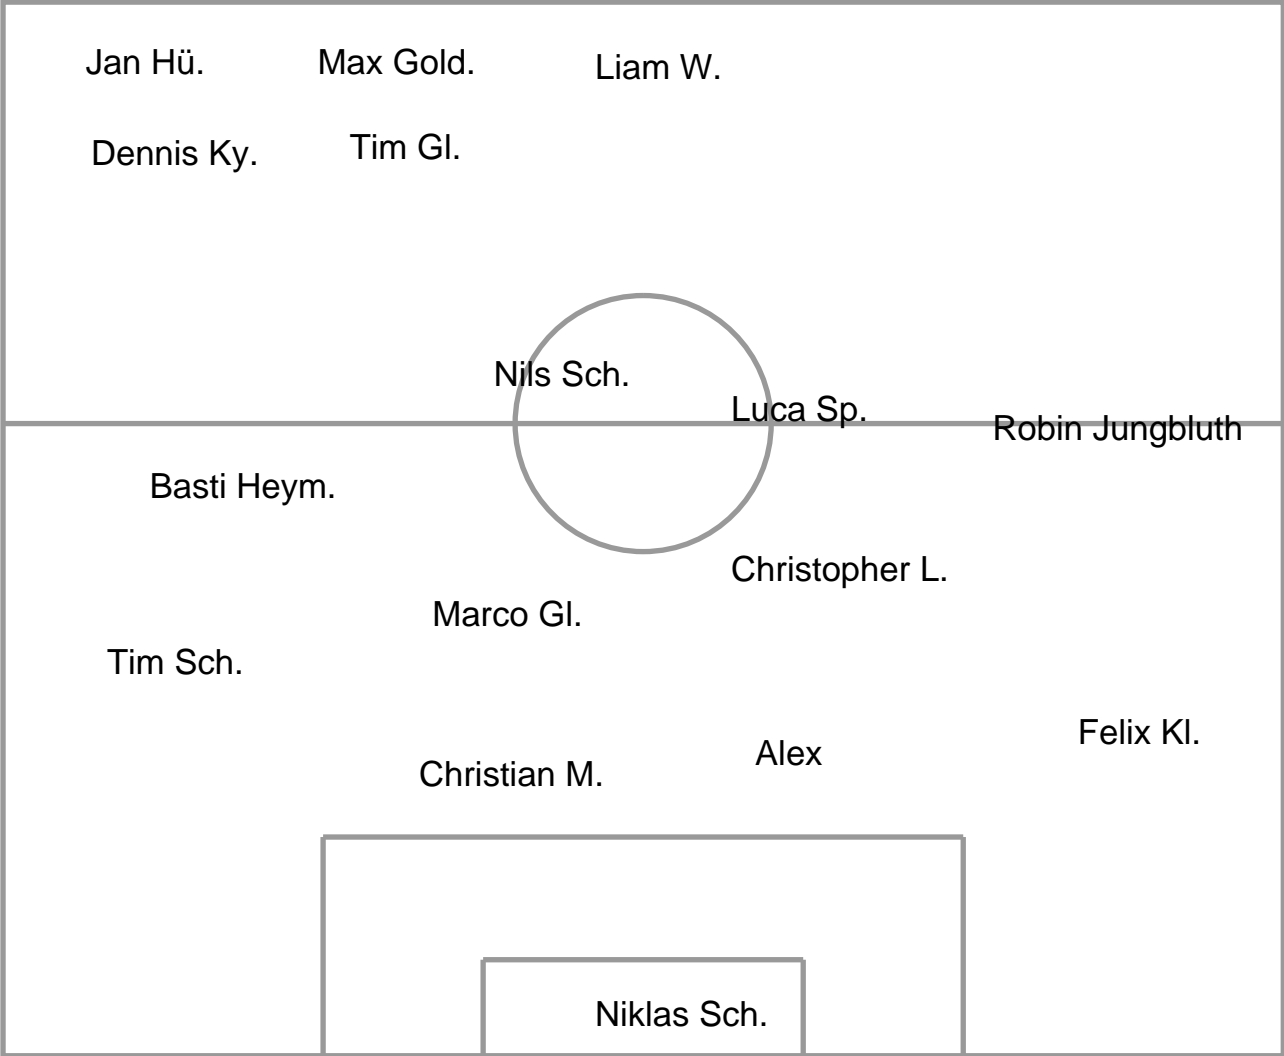 Jan Hü.
Max Gold.
Liam W.
Dennis Ky.
Tim Gl.
Nils Sch.
Luca Sp.
Robin Jungbluth
Basti Heym.
Christopher L.
Marco Gl.
Tim Sch.
Felix Kl.
Alex
Christian M.
Niklas Sch.